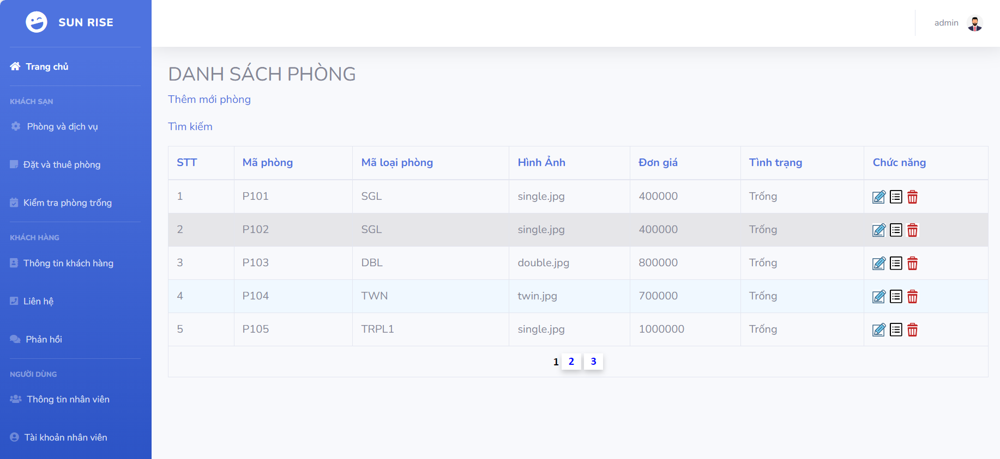 SUN RISE
admin
Trang chủ
KHÁCH SẠN
Phòng và dịch vụ
Đặt và thuê phòng
Kiểm tra phòng trống
KHÁCH HÀNG
Thông tin khách hàng
Liên hệ
Phản hồi
NGƯỜI DÙNG
Thông tin nhân viên
Tài khoản nhân viên
DANH SÁCH PHÒNG
Thêm mới phòng
Tìm kiếm
STT Mã phòng Mã loại phòng Hình Ảnh Đơn giá Tình trạng Chức năng
1 P101 SGL single.jpg 400000 Trống
2 P102 SGL single.jpg 400000 Trống
3 P103 DBL double.jpg 800000 Trống
4 P104 TWN twin.jpg 700000 Trống
5 P105 TRPL1 single.jpg 1000000 Trống
1 2 3